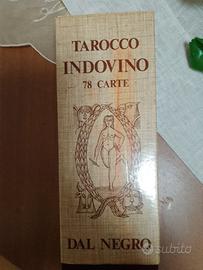 TAROCCO
INDOVINO
78 CARTE
DAL NEGRO
subito